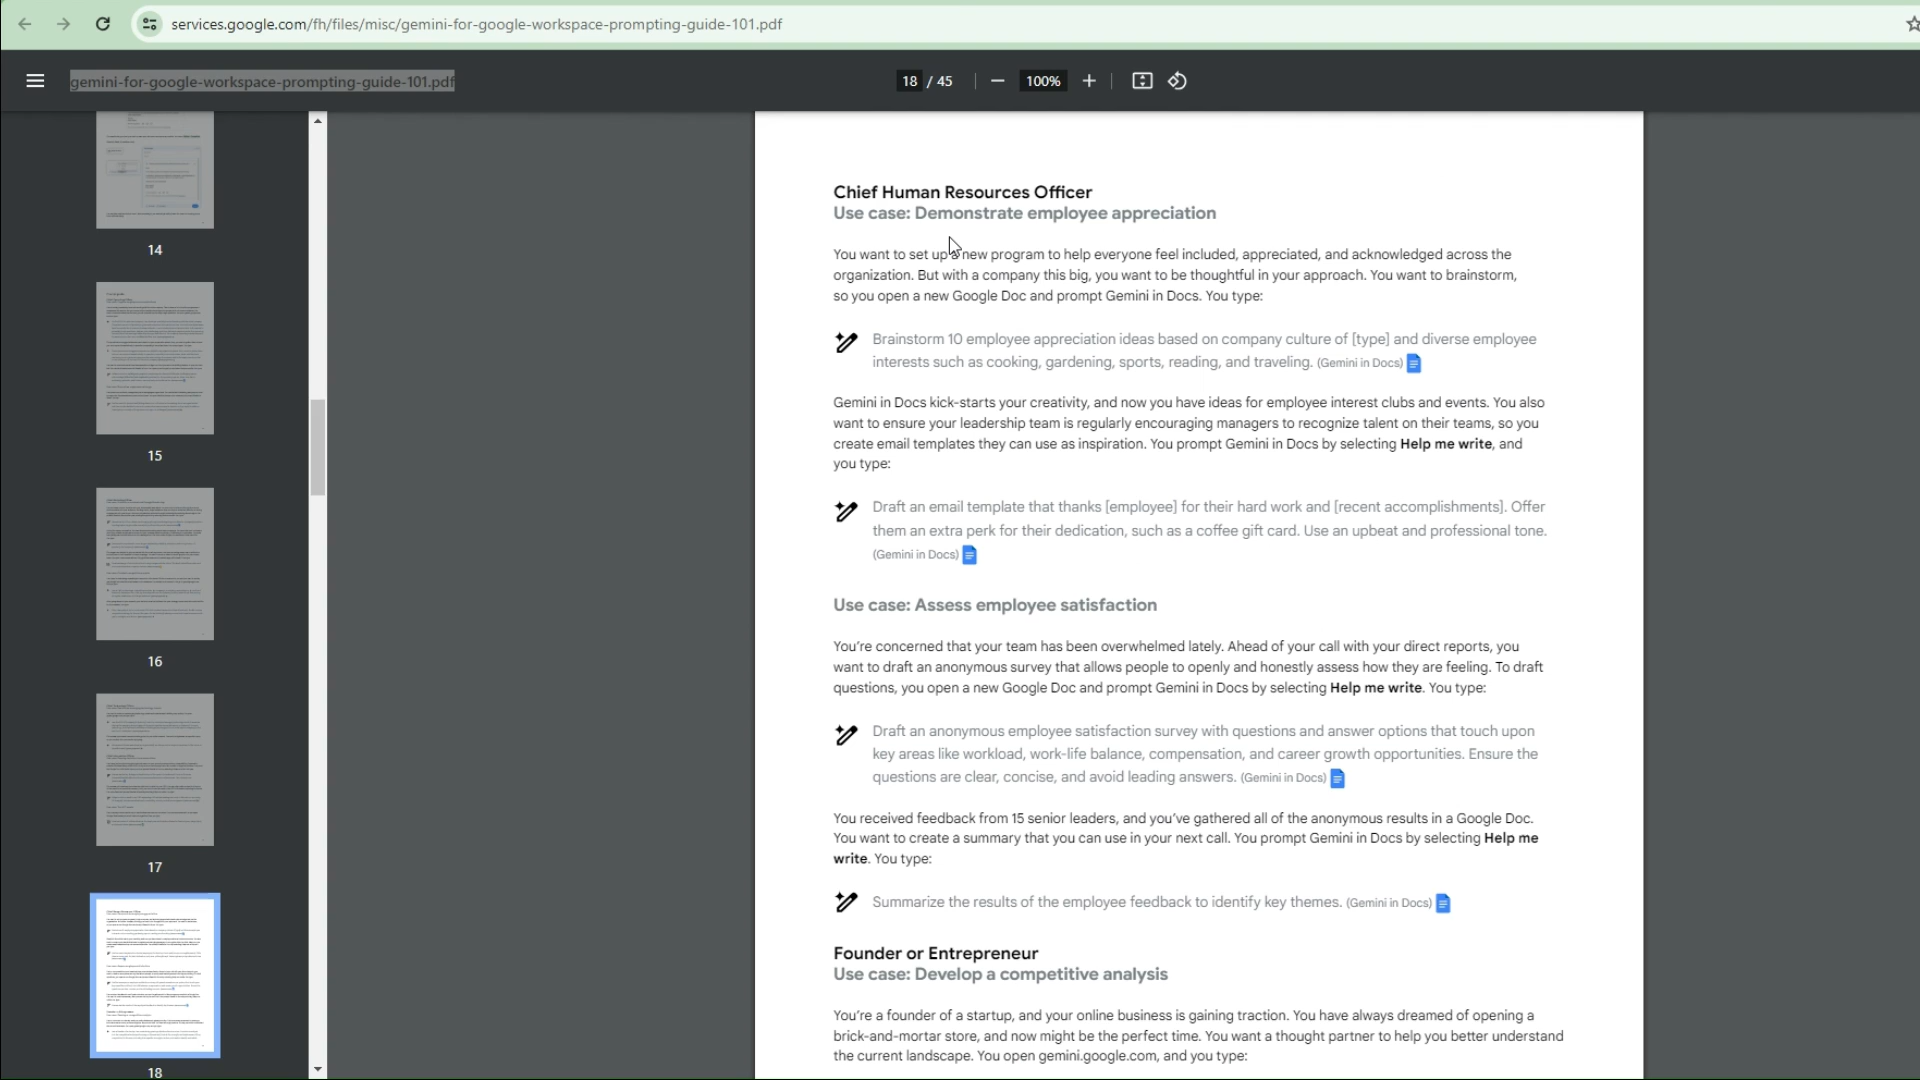 services.google.com/fh/files/misc/gemini-for-google-workspace-prompting-guide-101.pdf
gemini-for-google-workspace-prompting-guide-101.pdf
18 / 45
100%
14
15
16
17
18
Chief Human Resources Officer
Use case: Demonstrate employee appreciation
You want to set up a new program to help everyone feel included, appreciated, and acknowledged across the
organization. But with a company this big, you want to be thoughtful in your approach. You want to brainstorm,
so you open a new Google Doc and prompt Gemini in Docs. You type:
Brainstorm 10 employee appreciation ideas based on company culture of [type] and diverse employee
interests such as cooking, gardening, sports, reading, and traveling. (Gemini in Docs)
Gemini in Docs kick-starts your creativity, and now you have ideas for employee interest clubs and events. You also
want to ensure your leadership team is regularly encouraging managers to recognize talent on their teams, so you
create email templates they can use as inspiration. You prompt Gemini in Docs by selecting Help me write, and
you type:
Draft an email template that thanks [employee] for their hard work and [recent accomplishments]. Offer
them an extra perk for their dedication, such as a coffee gift card. Use an upbeat and professional tone.
(Gemini in Docs)
Use case: Assess employee satisfaction
You're concerned that your team has been overwhelmed lately. Ahead of your call with your direct reports, you
want to draft an anonymous survey that allows people to openly and honestly assess how they are feeling. To draft
questions, you open a new Google Doc and prompt Gemini in Docs by selecting Help me write. You type:
Draft an anonymous employee satisfaction survey with questions and answer options that touch upon
key areas like workload, work-life balance, compensation, and career growth opportunities. Ensure the
questions are clear, concise, and avoid leading answers. (Gemini in Docs)
You received feedback from 15 senior leaders, and you've gathered all of the anonymous results in a Google Doc.
You want to create a summary that you can use in your next call. You prompt Gemini in Docs by selecting Help me
write. You type:
Summarize the results of the employee feedback to identify key themes. (Gemini in Docs)
Founder or Entrepreneur
Use case: Develop a competitive analysis
You're a founder of a startup, and your online business is gaining traction. You have always dreamed of opening a
brick-and-mortar store, and now might be the perfect time. You want a thought partner to help you better understand
the current landscape. You open gemini.google.com, and you type: